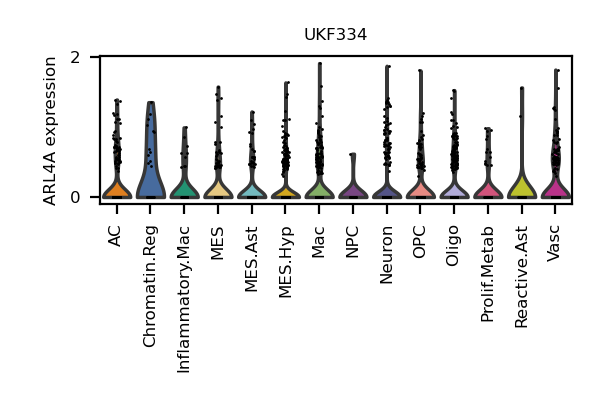 UKF334
ARL4A expression
2
0
AC
Chromatin.Reg
Inflammatory.Mac
MES
MES.Ast
MES.Hyp
Mac
NPC
Neuron
OPC
Oligo
Prolif.Metab
Reactive.Ast
Vasc